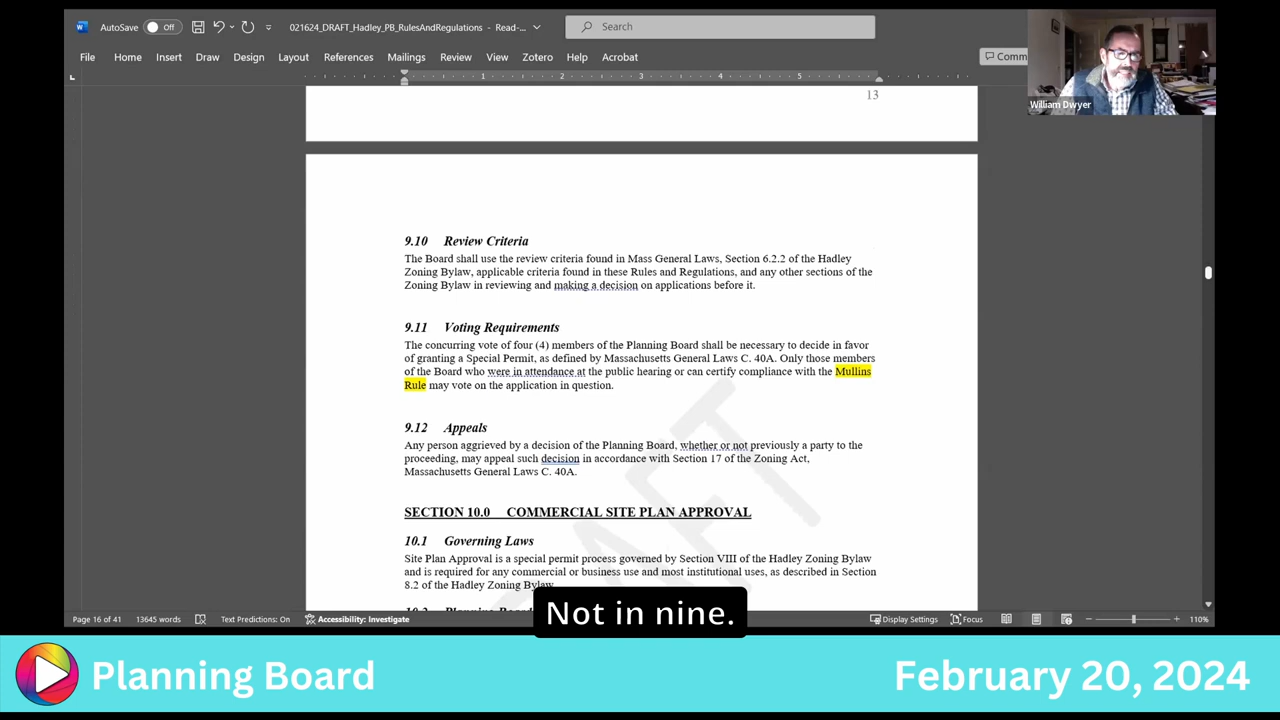 AutoSave Off 021624_DRAFT_Hadley_PB_RulesAndRegulations - Read-... Search
File Home Insert Draw Design Layout References Mailings Review View Zotero Help Acrobat Comm
William Dwyer
1 2 3 4 5
13
9.10 Review Criteria
The Board shall use the review criteria found in Mass General Laws, Section 6.2.2 of the Hadley
Zoning Bylaw, applicable criteria found in these Rules and Regulations, and any other sections of the
Zoning Bylaw in reviewing and making a decision on applications before it.
9.11 Voting Requirements
The concurring vote of four (4) members of the Planning Board shall be necessary to decide in favor
of granting a Special Permit, as defined by Massachusetts General Laws C. 40A. Only those members
of the Board who were in attendance at the public hearing or can certify compliance with the Mullins
Rule may vote on the application in question.
9.12 Appeals
Any person aggrieved by a decision of the Planning Board, whether or not previously a party to the
proceeding, may appeal such decision in accordance with Section 17 of the Zoning Act,
Massachusetts General Laws C. 40A.
SECTION 10.0 COMMERCIAL SITE PLAN APPROVAL
10.1 Governing Laws
Site Plan Approval is a special permit process governed by Section VIII of the Hadley Zoning Bylaw
and is required for any commercial or business use and most institutional uses, as described in Section
8.2 of the Hadley Zoning Bylaw
Not in nine.
Page 16 of 41 13645 words Text Predictions: On Accessibility: Investigate Display Settings Focus 110%
Planning Board February 20, 2024